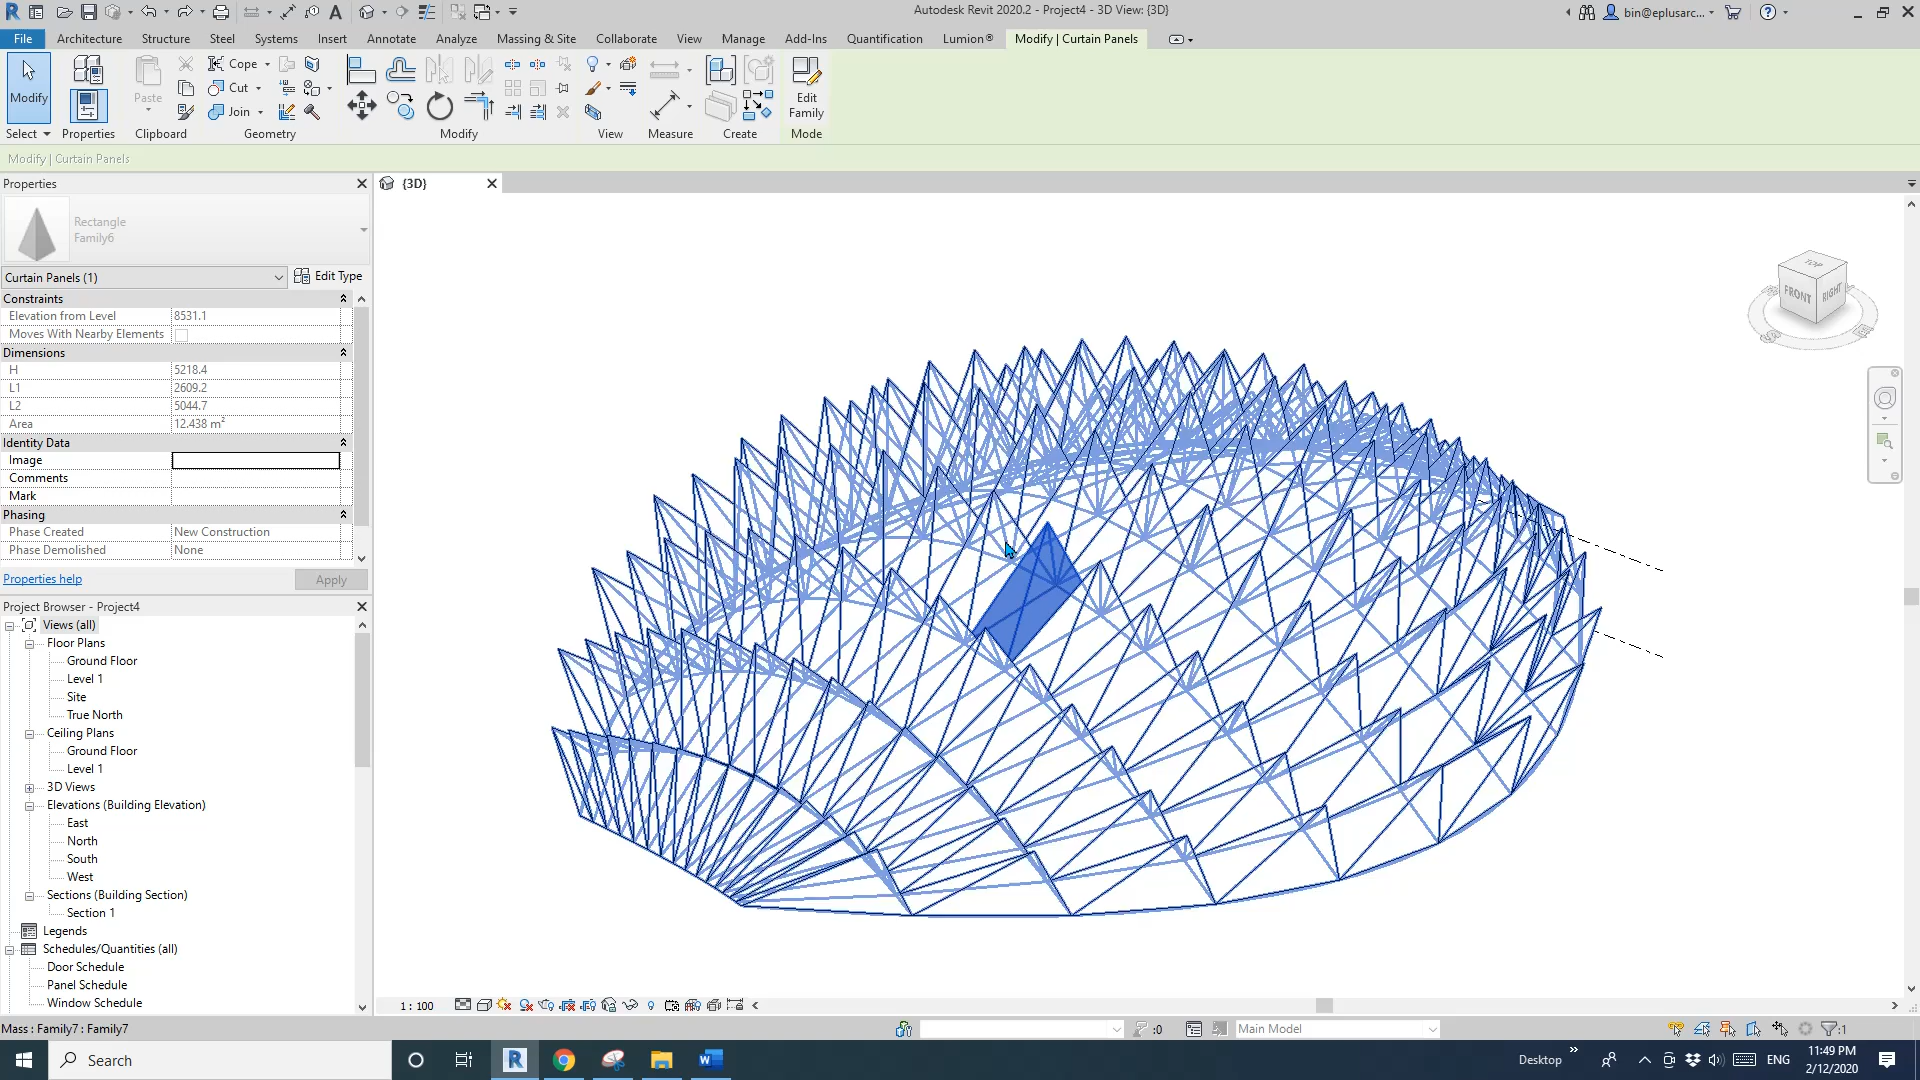 Autodesk Revit 2020.2 - Project4 - 3D View: {3D}
bin@eplusarc...
File Architecture Structure Steel Systems Insert Annotate Analyze Massing & Site Collaborate View Manage Add-Ins Quantification Lumion® Modify | Curtain Panels
Modify
Paste
Cope
Cut
Join
Edit
Family
Select Properties Clipboard Geometry Modify View Measure Create Mode
Modify | Curtain Panels
Properties
{3D}
Rectangle
Family6
Curtain Panels (1)
Edit Type
Constraints
Elevation from Level 8531.1
Moves With Nearby Elements
Dimensions
H 5218.4
L1 2609.2
L2 5044.7
Area 12.438 m²
Identity Data
Image
Comments
Mark
Phasing
Phase Created New Construction
Phase Demolished None
Properties help
Apply
TOP
FRONT
RIGHT
Project Browser - Project4
Views (all)
Floor Plans
Ground Floor
Level 1
Site
True North
Ceiling Plans
Ground Floor
Level 1
3D Views
Elevations (Building Elevation)
East
North
South
West
Sections (Building Section)
Section 1
Legends
Schedules/Quantities (all)
Door Schedule
Panel Schedule
Window Schedule
1 : 100
Mass : Family7 : Family7
:0
Main Model
:1
Search
Desktop
ENG
11:49 PM
2/12/2020